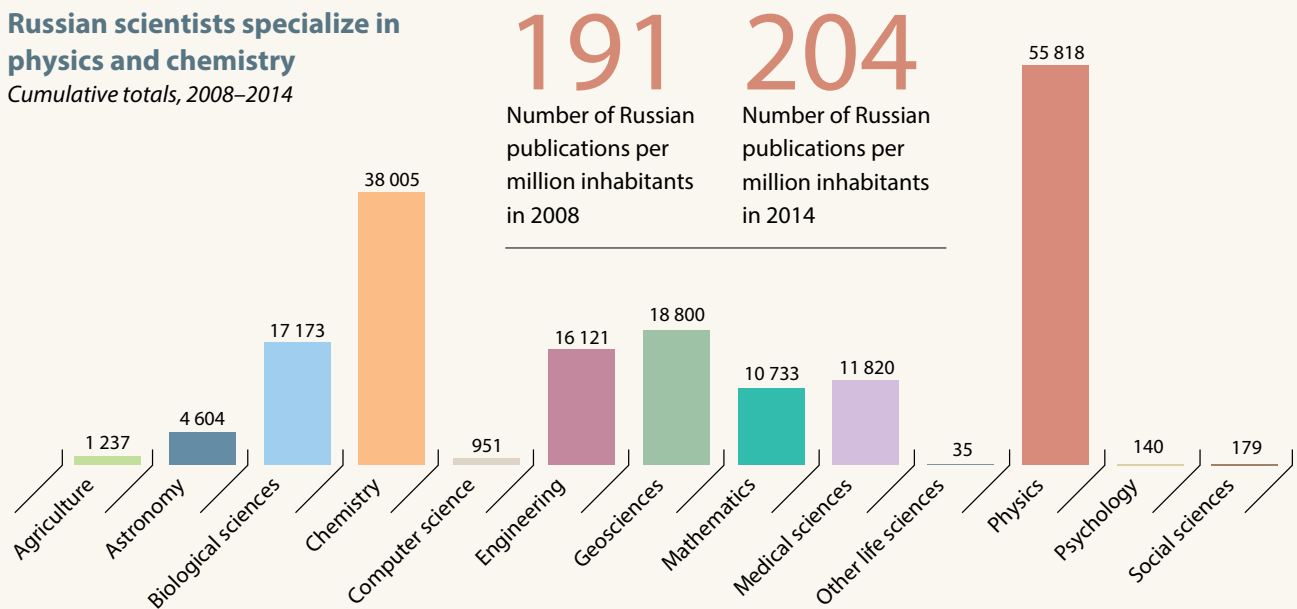 Russian scientists specialize in
physics and chemistry
Cumulative totals, 2008–2014
191
Number of Russian
publications per
million inhabitants
in 2008
204
Number of Russian
publications per
million inhabitants
in 2014
1 237
4 604
17 173
38 005
951
16 121
18 800
10 733
11 820
35
55 818
140
179
Agriculture
Astronomy
Biological sciences
Chemistry
Computer science
Engineering
Geosciences
Mathematics
Medical sciences
Other life sciences
Physics
Psychology
Social sciences